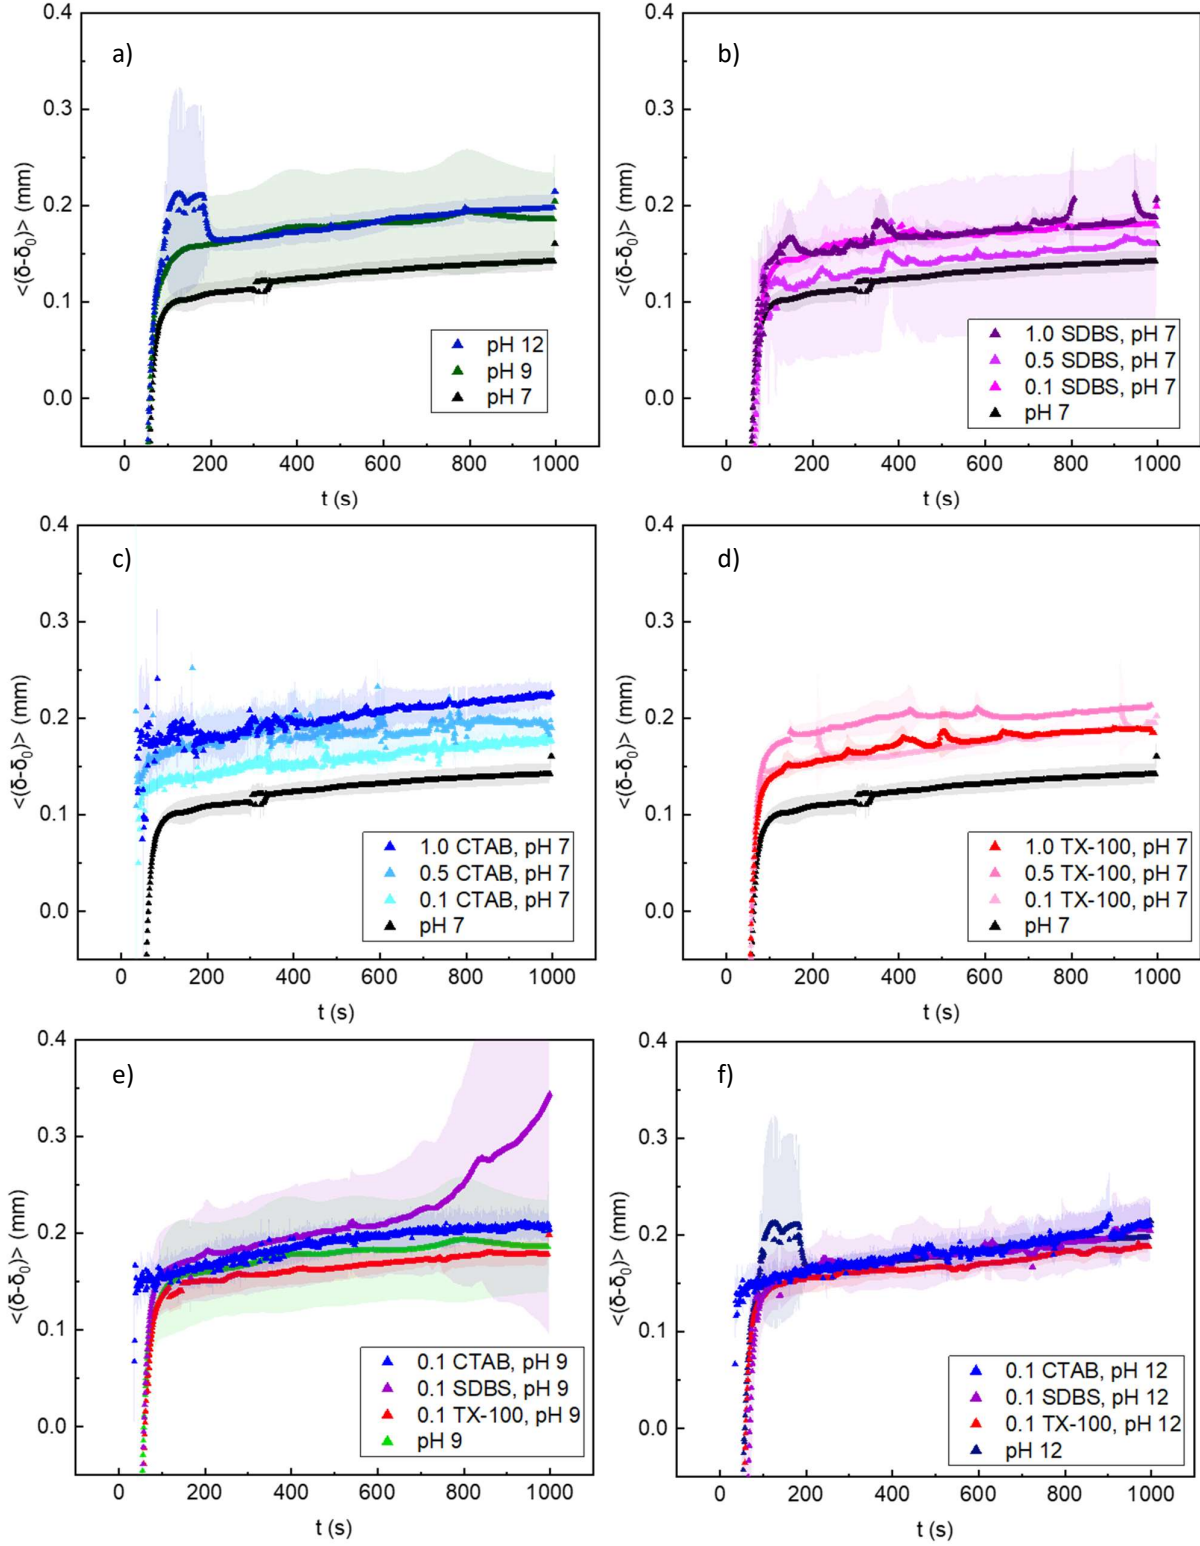 a)
0.4
0.3
0.2
0.1
0.0
<(δ-δ₀)> (mm)
pH 12
pH 9
pH 7
0 200 400 600 800 1000
t (s)
b)
0.4
0.3
0.2
0.1
0.0
<(δ-δ₀)> (mm)
1.0 SDBS, pH 7
0.5 SDBS, pH 7
0.1 SDBS, pH 7
pH 7
0 200 400 600 800 1000
t (s)
c)
0.4
0.3
0.2
0.1
0.0
<(δ-δ₀)> (mm)
1.0 CTAB, pH 7
0.5 CTAB, pH 7
0.1 CTAB, pH 7
pH 7
0 200 400 600 800 1000
t (s)
d)
0.4
0.3
0.2
0.1
0.0
<(δ-δ₀)> (mm)
1.0 TX-100, pH 7
0.5 TX-100, pH 7
0.1 TX-100, pH 7
pH 7
0 200 400 600 800 1000
t (s)
e)
0.4
0.3
0.2
0.1
0.0
<(δ-δ₀)> (mm)
0.1 CTAB, pH 9
0.1 SDBS, pH 9
0.1 TX-100, pH 9
pH 9
0 200 400 600 800 1000
t (s)
f)
0.4
0.3
0.2
0.1
0.0
<(δ-δ₀)> (mm)
0.1 CTAB, pH 12
0.1 SDBS, pH 12
0.1 TX-100, pH 12
pH 12
0 200 400 600 800 1000
t (s)